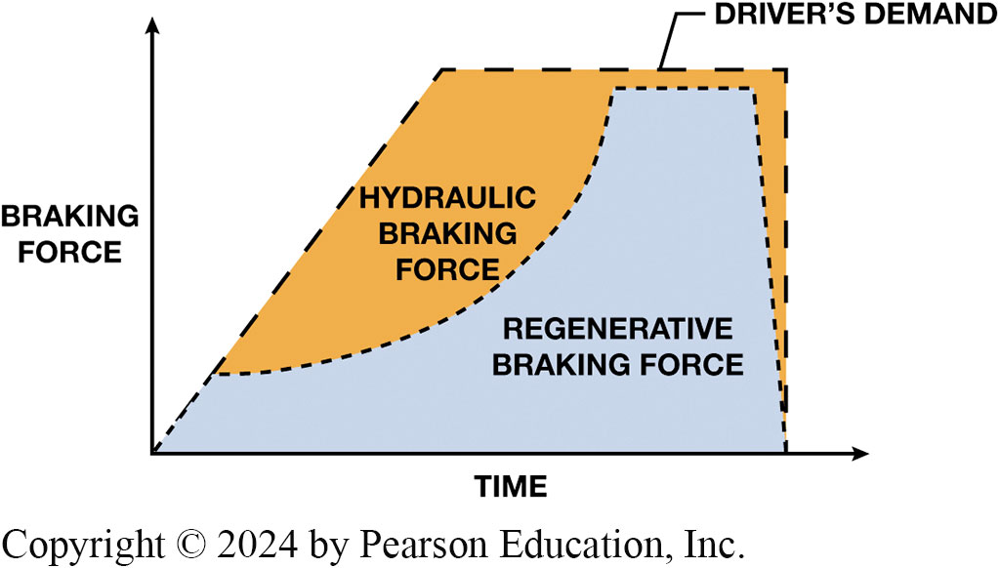 DRIVER'S DEMAND
HYDRAULIC
BRAKING
FORCE
BRAKING
FORCE
REGENERATIVE
BRAKING FORCE
TIME
Copyright © 2024 by Pearson Education, Inc.